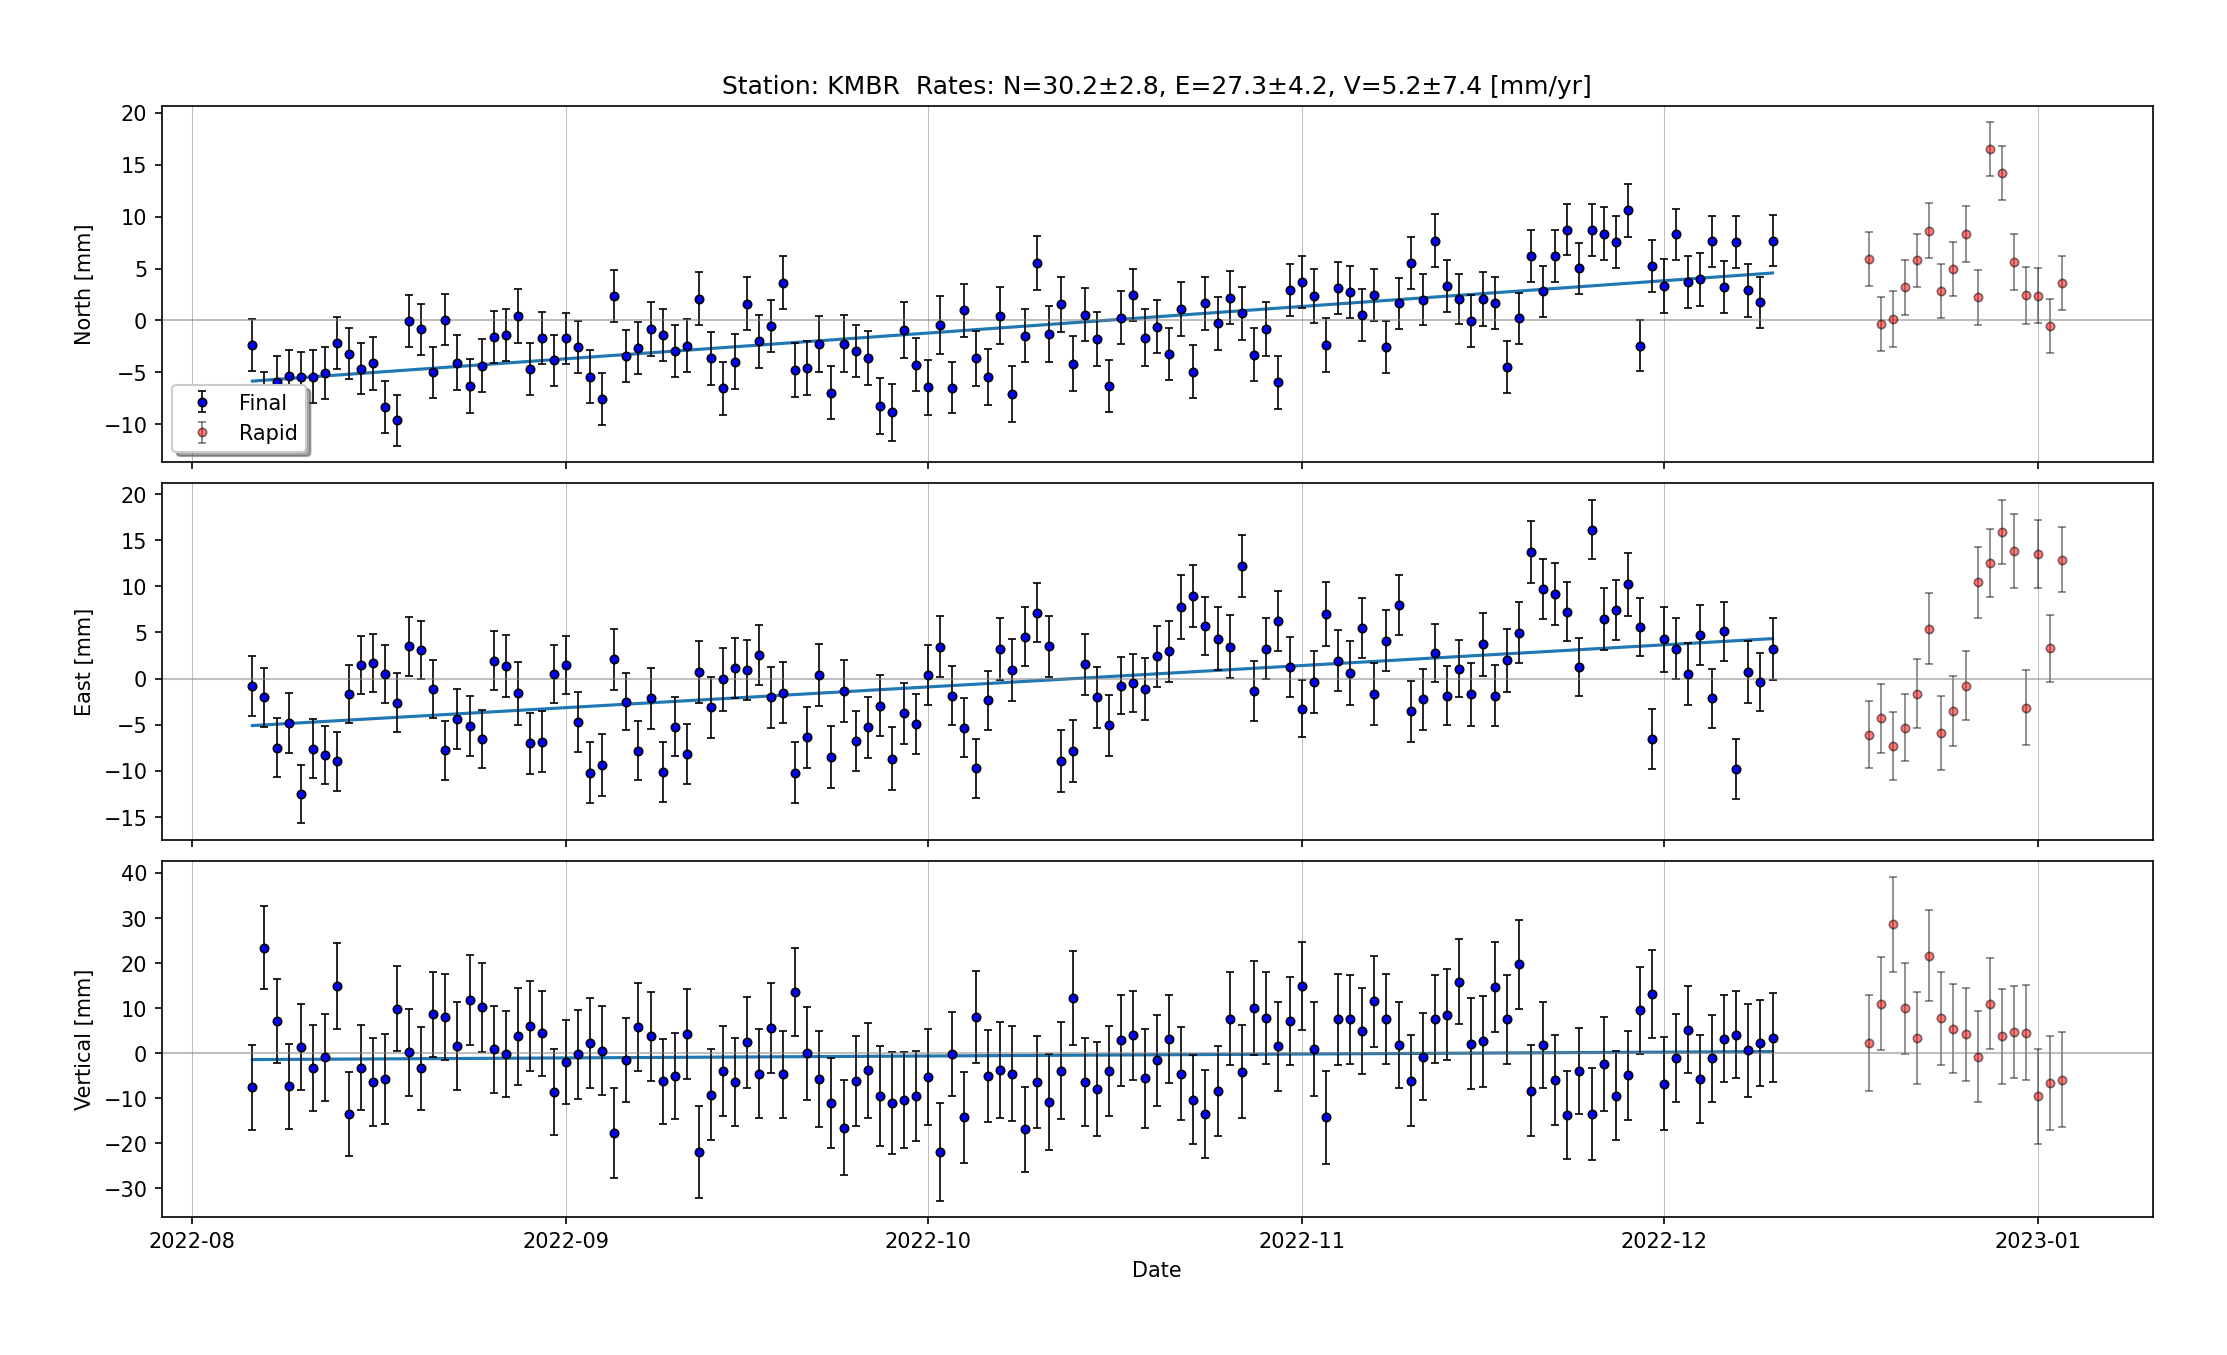 Station: KMBR  Rates: N=30.2±2.8, E=27.3±4.2, V=5.2±7.4 [mm/yr]
20
15
10
5
0
−5
−10
North [mm]
Final
Rapid
20
15
10
5
0
−5
−10
−15
East [mm]
40
30
20
10
0
−10
−20
−30
Vertical [mm]
2022-08 2022-09 2022-10 2022-11 2022-12 2023-01
Date